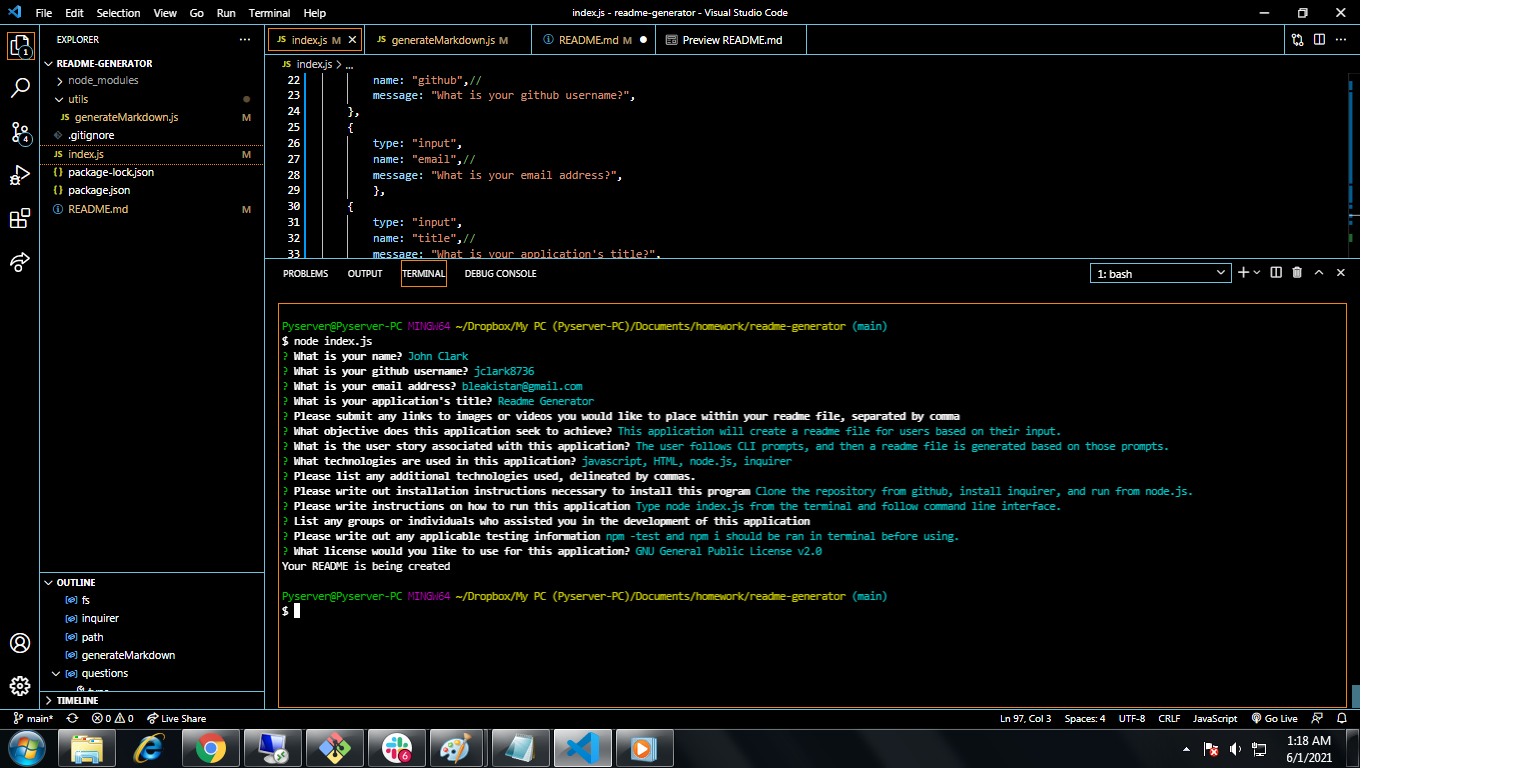 File Edit Selection View Go Run Terminal Help
index.js - readme-generator - Visual Studio Code
EXPLORER
README-GENERATOR
node_modules
utils
JS generateMarkdown.js M
.gitignore
JS index.js M
{} package-lock.json
{} package.json
README.md M
OUTLINE
fs
inquirer
path
generateMarkdown
questions
TIMELINE
1
4
JS index.js M
JS generateMarkdown.js M
README.md M
Preview README.md
JS index.js > ...
22 name: "github",//
23 message: "What is your github username?",
24 },
25 {
26 type: "input",
27 name: "email",//
28 message: "What is your email address?",
29 },
30 {
31 type: "input",
32 name: "title",//
33 message: "What is your application's title?",
PROBLEMS OUTPUT TERMINAL DEBUG CONSOLE
1: bash
Pyserver@Pyserver-PC MINGW64 ~/Dropbox/My PC (Pyserver-PC)/Documents/homework/readme-generator (main)
$ node index.js
? What is your name? John Clark
? What is your github username? jclark8736
? What is your email address? bleakistan@gmail.com
? What is your application's title? Readme Generator
? Please submit any links to images or videos you would like to place within your readme file, separated by comma
? What objective does this application seek to achieve? This application will create a readme file for users based on their input.
? What is the user story associated with this application? The user follows CLI prompts, and then a readme file is generated based on those prompts.
? What technologies are used in this application? javascript, HTML, node.js, inquirer
? Please list any additional technologies used, delineated by commas.
? Please write out installation instructions necessary to install this program Clone the repository from github, install inquirer, and run from node.js.
? Please write instructions on how to run this application Type node index.js from the terminal and follow command line interface.
? List any groups or individuals who assisted you in the development of this application
? Please write out any applicable testing information npm -test and npm i should be ran in terminal before using.
? What license would you like to use for this application? GNU General Public License v2.0
Your README is being created
Pyserver@Pyserver-PC MINGW64 ~/Dropbox/My PC (Pyserver-PC)/Documents/homework/readme-generator (main)
$
main* 0 0 Live Share
Ln 97, Col 3 Spaces: 4 UTF-8 CRLF JavaScript Go Live
6
1:18 AM
6/1/2021